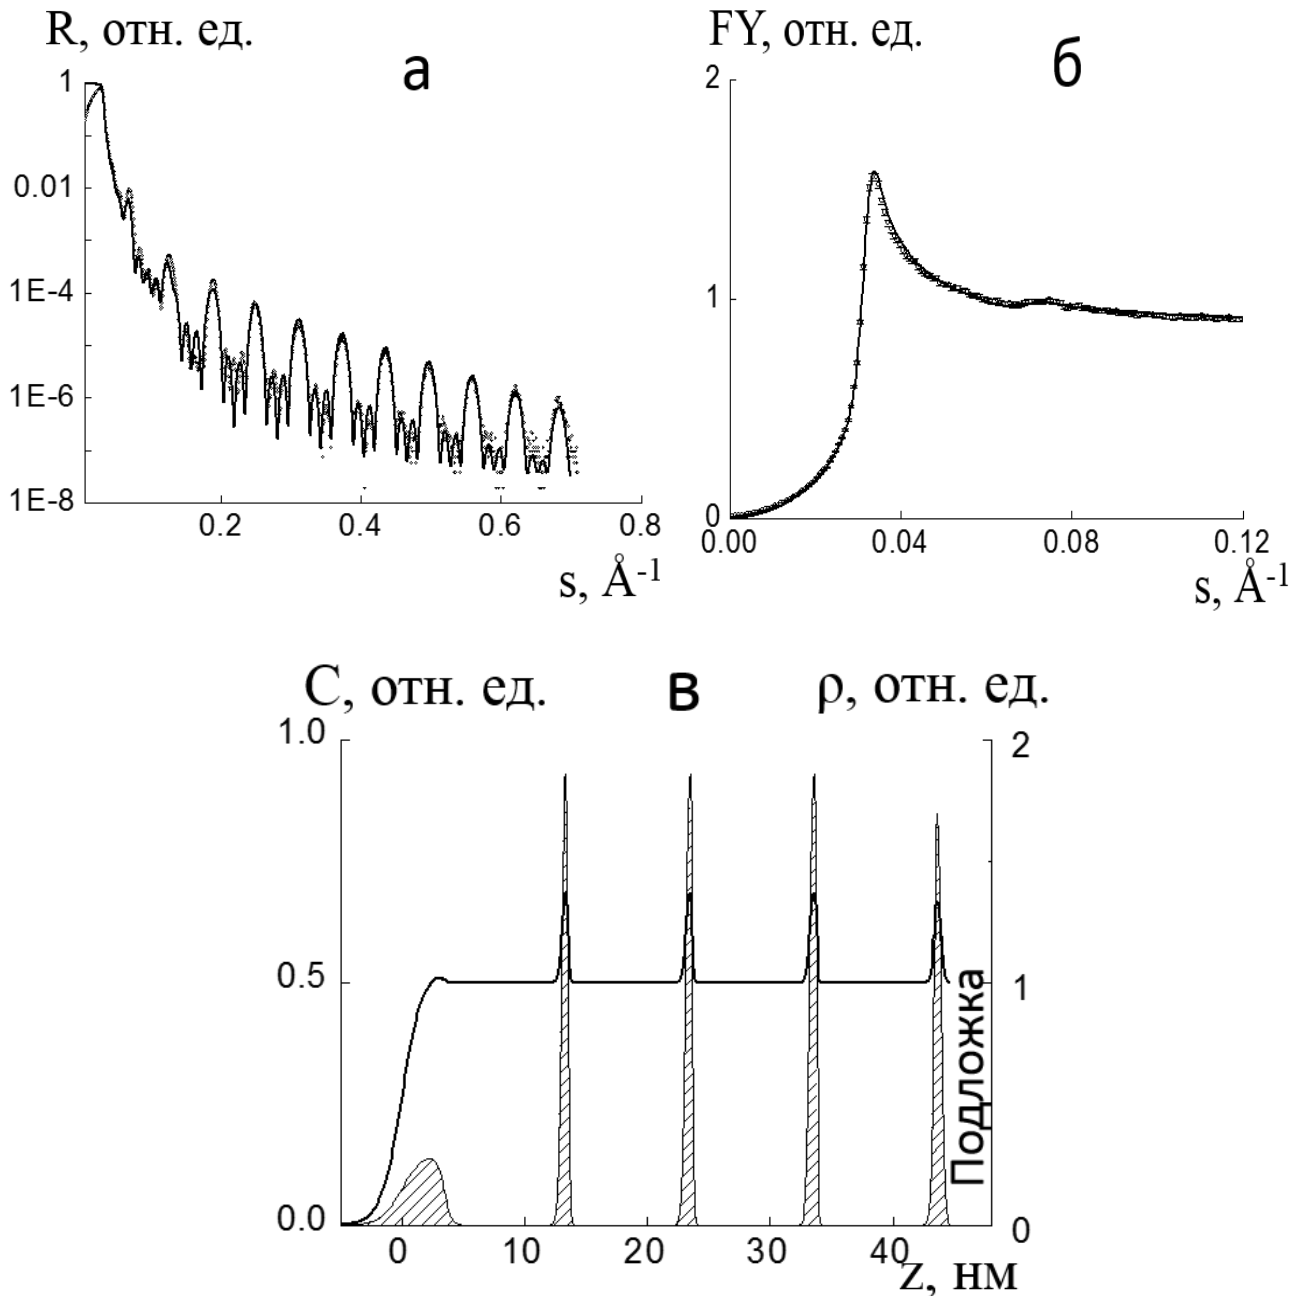 R, отн. ед.
а
1
0.01
1E-4
1E-6
1E-8
0.2
0.4
0.6
0.8
s, Å-1
FY, отн. ед.
б
2
1
0
0.00
0.04
0.08
0.12
s, Å-1
C, отн. ед.
в
ρ, отн. ед.
1.0
0.5
0.0
2
1
0
Подложка
0
10
20
30
40
z, нм